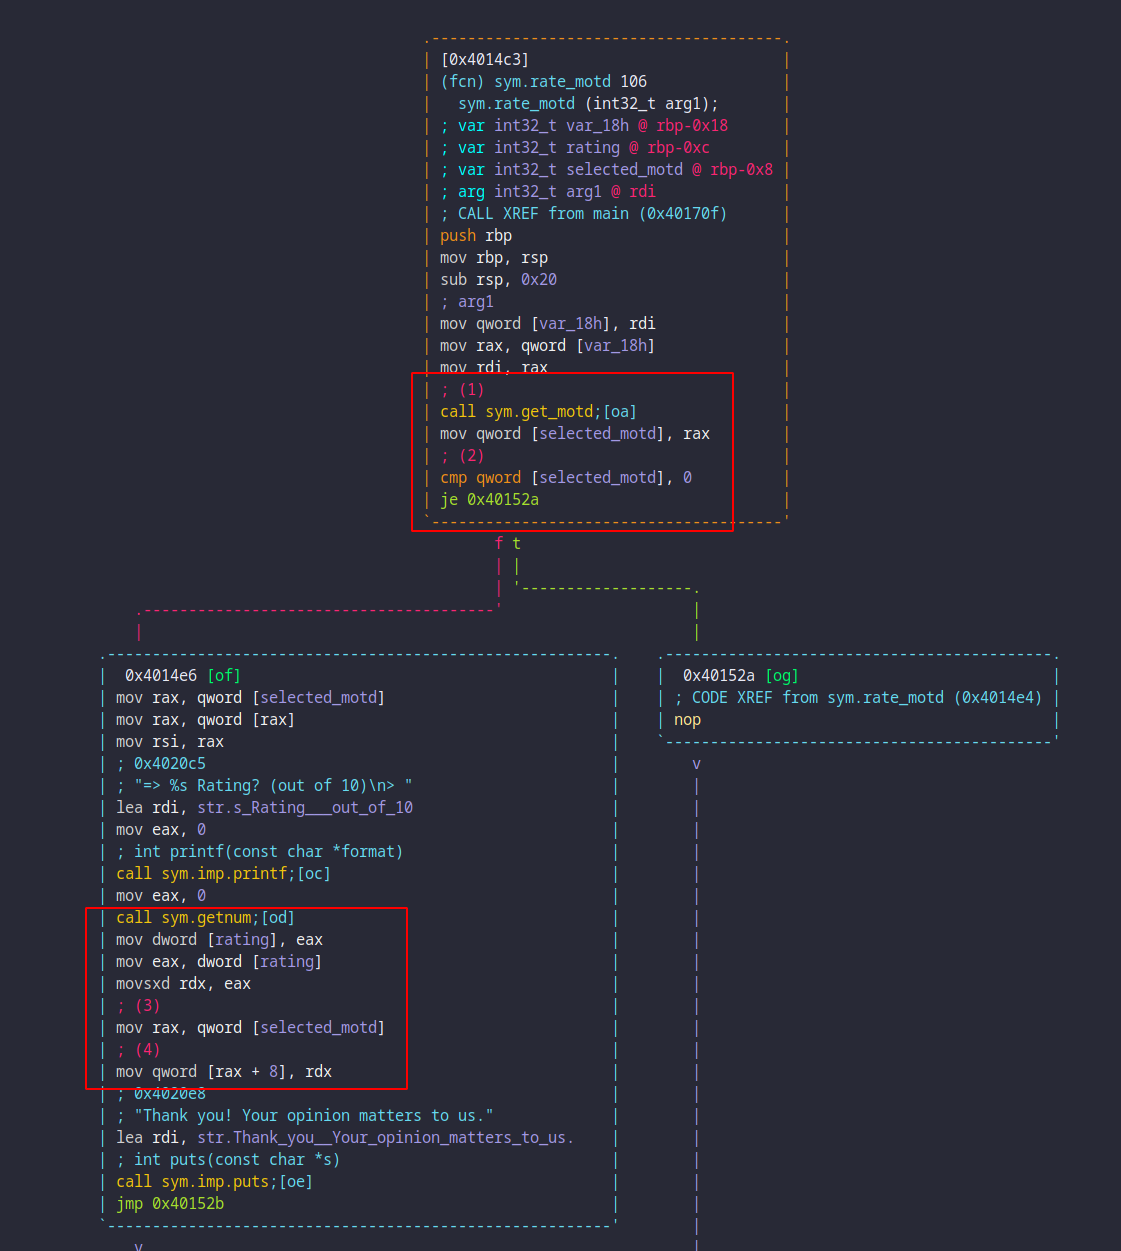 [0x4014c3]
(fcn) sym.rate_motd 106
sym.rate_motd (int32_t arg1);
; var int32_t var_18h @ rbp-0x18
; var int32_t rating @ rbp-0xc
; var int32_t selected_motd @ rbp-0x8
; arg int32_t arg1 @ rdi
; CALL XREF from main (0x40170f)
push rbp
mov rbp, rsp
sub rsp, 0x20
; arg1
mov qword [var_18h], rdi
mov rax, qword [var_18h]
mov rdi, rax
; (1)
call sym.get_motd;[oa]
mov qword [selected_motd], rax
; (2)
cmp qword [selected_motd], 0
je 0x40152a
f t
0x4014e6 [of]
mov rax, qword [selected_motd]
mov rax, qword [rax]
mov rsi, rax
; 0x4020c5
; "=> %s Rating? (out of 10)\n> "
lea rdi, str.s_Rating___out_of_10
mov eax, 0
; int printf(const char *format)
call sym.imp.printf;[oc]
mov eax, 0
call sym.getnum;[od]
mov dword [rating], eax
mov eax, dword [rating]
movsxd rdx, eax
; (3)
mov rax, qword [selected_motd]
; (4)
mov qword [rax + 8], rdx
; 0x4020e8
; "Thank you! Your opinion matters to us."
lea rdi, str.Thank_you__Your_opinion_matters_to_us.
; int puts(const char *s)
call sym.imp.puts;[oe]
jmp 0x40152b
v
0x40152a [og]
; CODE XREF from sym.rate_motd (0x4014e4)
nop
v